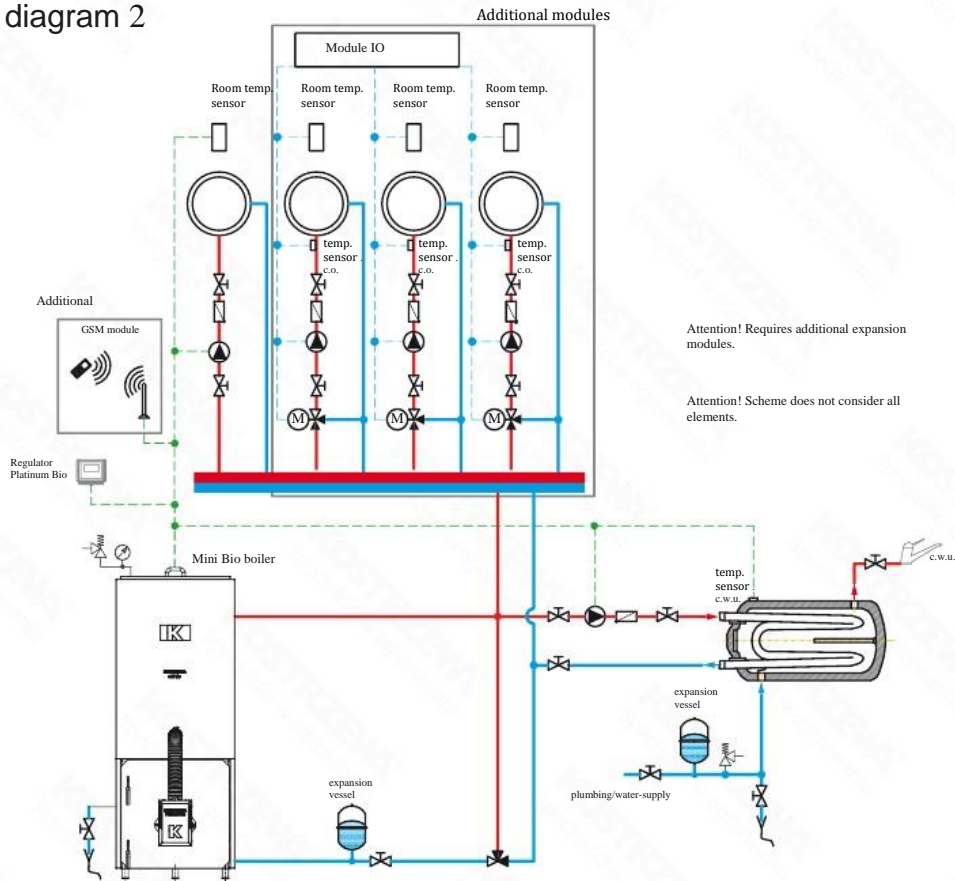 diagram 2
Additional modules
Module IO
Room temp.
sensor
Room temp.
sensor
Room temp.
sensor
Room temp.
sensor
temp.
sensor .
c.o.
temp.
sensor .
c.o.
temp.
sensor
c.o.
M
M
M
Additional
GSM module
Attention! Requires additional expansion
modules.
Attention! Scheme does not consider all
elements.
Regulator
Platinum Bio
Mini Bio boiler
K
K
temp.
sensor
c.w.u.
c.w.u.
expansion
vessel
plumbing/water-supply
expansion
vessel
KOSTRZEWA